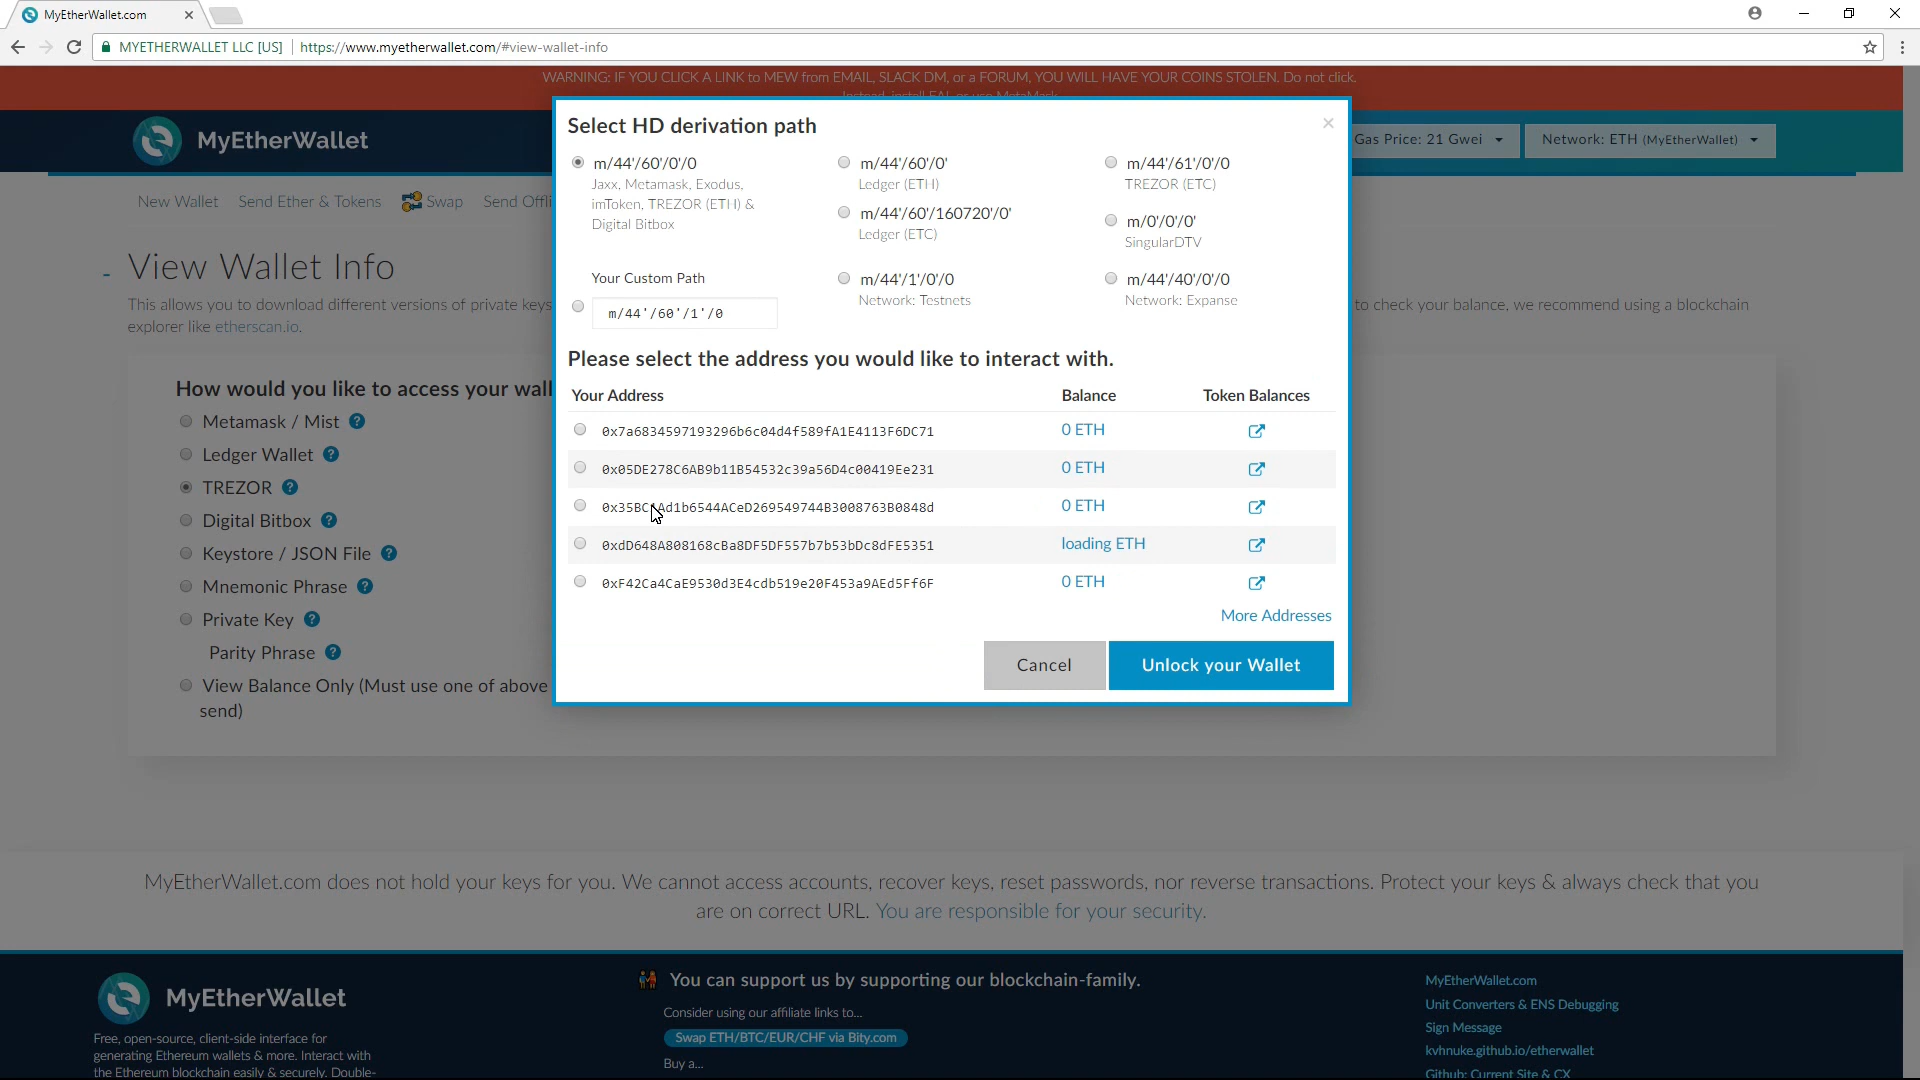 MyEtherWallet.com
MYETHERWALLET LLC [US]
https://www.myetherwallet.com/#view-wallet-info
WARNING: IF YOU CLICK A LINK to MEW from EMAIL, SLACK DM, or a FORUM, YOU WILL HAVE YOUR COINS STOLEN. Do not click.
MyEtherWallet
Gas Price: 21 Gwei
Network: ETH (MyEtherWallet)
New Wallet Send Ether & Tokens Swap Send Offli
View Wallet Info
This allows you to download different versions of private keys
to check your balance, we recommend using a blockchain
explorer like etherscan.io.
How would you like to access your wall
Metamask / Mist ?
Ledger Wallet ?
TREZOR ?
Digital Bitbox ?
Keystore / JSON File ?
Mnemonic Phrase ?
Private Key ?
Parity Phrase ?
View Balance Only (Must use one of above
send)
Select HD derivation path
×
m/44'/60'/0'/0
Jaxx, Metamask, Exodus,
imToken, TREZOR (ETH) &
Digital Bitbox
m/44'/60'/0'
Ledger (ETH)
m/44'/60'/160720'/0'
Ledger (ETC)
m/44'/61'/0'/0
TREZOR (ETC)
m/0'/0'/0'
SingularDTV
Your Custom Path
m/44'/60'/1'/0
m/44'/1'/0'/0
Network: Testnets
m/44'/40'/0'/0
Network: Expanse
Please select the address you would like to interact with.
Your Address Balance Token Balances
0x7a6834597193296b6c04d4f589fA1E4113F6DC71 0 ETH
0x05DE278C6AB9b11B54532c39a56D4c00419Ee231 0 ETH
0 ETH
0xdD648A808168cBa8DF5DF557b7b53bDc8dFE5351 loading ETH
0xF42Ca4CaE9530d3E4cdb519e20F453a9AEd5Ff6F 0 ETH
More Addresses
Cancel
Unlock your Wallet
MyEtherWallet.com does not hold your keys for you. We cannot access accounts, recover keys, reset passwords, nor reverse transactions. Protect your keys & always check that you
are on correct URL. You are responsible for your security.
MyEtherWallet
Free, open-source, client-side interface for
generating Ethereum wallets & more. Interact with
the Ethereum blockchain easily & securely. Double-
You can support us by supporting our blockchain-family.
Consider using our affiliate links to...
Swap ETH/BTC/EUR/CHF via Bity.com
Buy a...
MyEtherWallet.com
Unit Converters & ENS Debugging
Sign Message
kvhnuke.github.io/etherwallet
Github: Current Site & CX